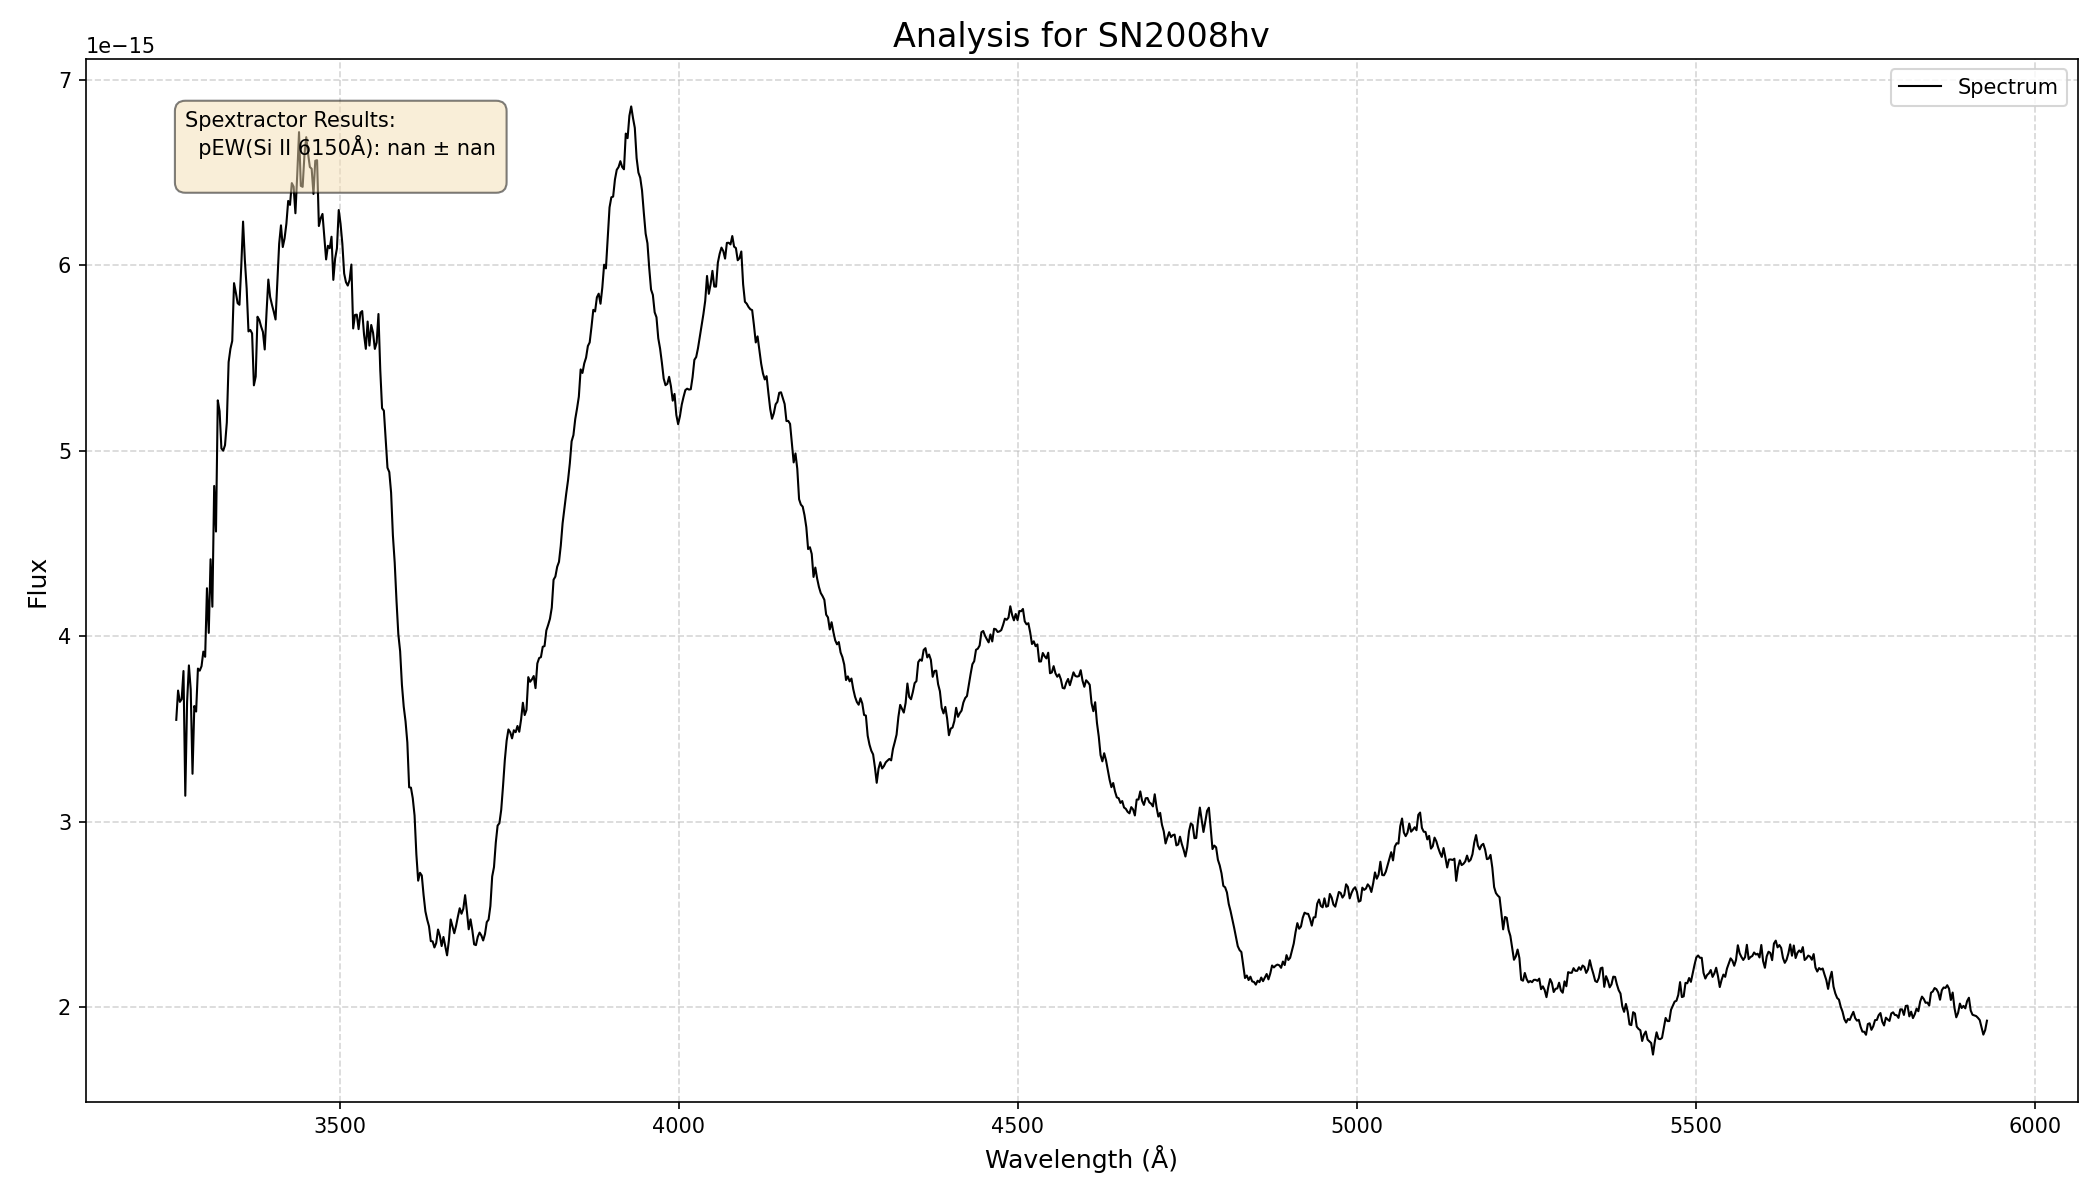 Analysis for SN2008hv
1e−15
7
6
5
4
3
2
Flux
Spextractor Results:
pEW(Si II 6150Å): nan ± nan
Spectrum
3500
4000
4500
5000
5500
6000
Wavelength (Å)